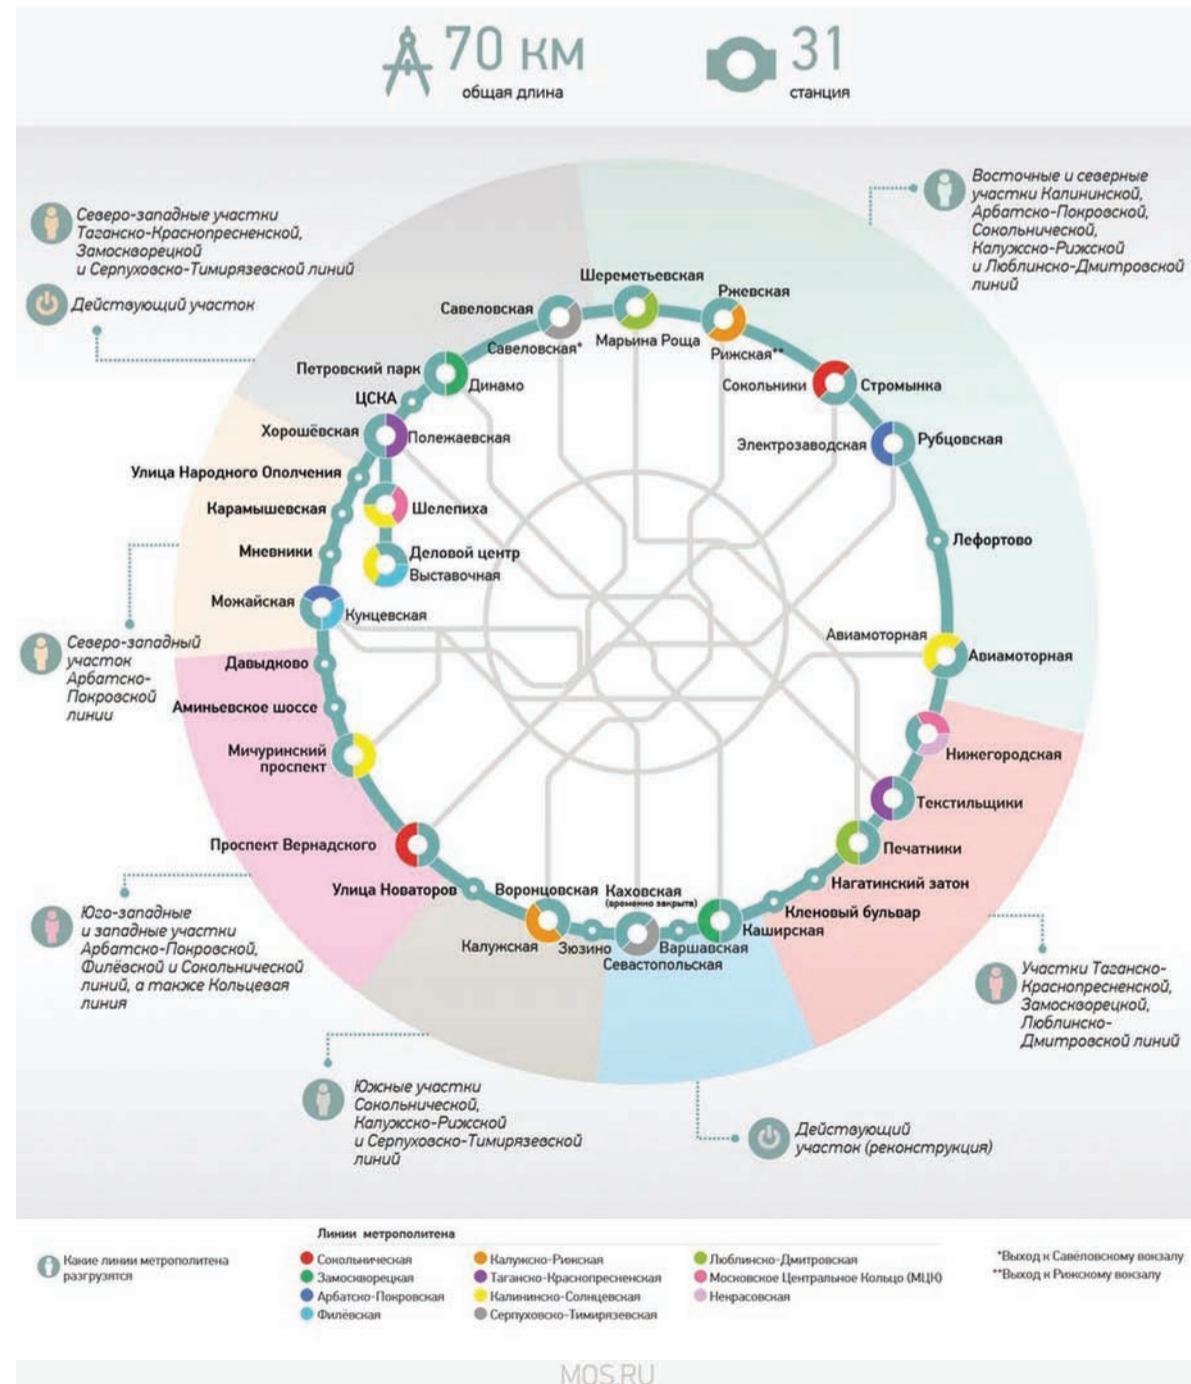 70 км
общая длина
31
станция
Северо-западные участки
Таганско-Краснопресненской,
Замоскворецкой
и Серпуховско-Тимирязевской линий
Действующий участок
Восточные и северные
участки Калининской,
Арбатско-Покровской,
Сокольнической,
Калужско-Рижской
и Люблинско-Дмитровской
линий
Шереметьевская
Марьина Роща
Ржевская
Рижская**
Савеловская
Савеловская*
Петровский парк
Динамо
ЦСКА
Хорошёвская
Полежаевская
Сокольники
Стромынка
Электрозаводская
Рубцовская
Улица Народного Ополчения
Карамышевская
Шелепиха
Мневники
Деловой центр
Выставочная
Лефортово
Можайская
Кунцевская
Авиамоторная
Авиамоторная
Северо-западный
участок
Арбатско-
Покровской
линии
Давыдково
Аминьевское шоссе
Мичуринский
проспект
Нижегородская
Текстильщики
Проспект Вернадского
Печатники
Улица Новаторов
Нагатинский затон
Воронцовская
Калужская
Зюзино
Каховская
(временно закрыта)
Севастопольская
Варшавская
Каширская
Кленовый бульвар
Юго-западные
и западные участки
Арбатско-Покровской,
Филёвской и Сокольнической
линий, а также Кольцевая
линия
Участки Таганско-
Краснопресненской,
Замоскворецкой,
Люблинско-
Дмитровской линий
Южные участки
Сокольнической,
Калужско-Рижской
и Серпуховско-Тимирязевской
линий
Действующий
участок (реконструкция)
Какие линии метрополитена
разгрузятся
Линии метрополитена
Сокольническая
Замоскворецкая
Арбатско-Покровская
Филёвская
Калужско-Рижская
Таганско-Краснопресненская
Калининско-Солнцевская
Серпуховско-Тимирязевская
Люблинско-Дмитровская
Московское Центральное Кольцо (МЦК)
Некрасовская
*Выход к Савёловскому вокзалу
**Выход к Рижскому вокзалу
MOS.RU